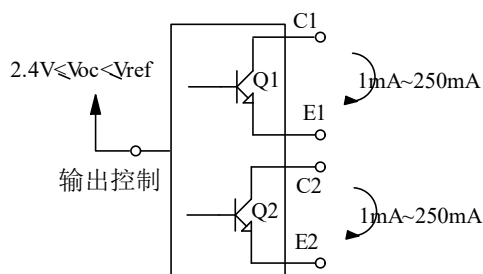 C1
2.4V≤Voc≤Vref
Q1
1mA~250mA
E1
输出控制
C2
Q2
1mA~250mA
E2